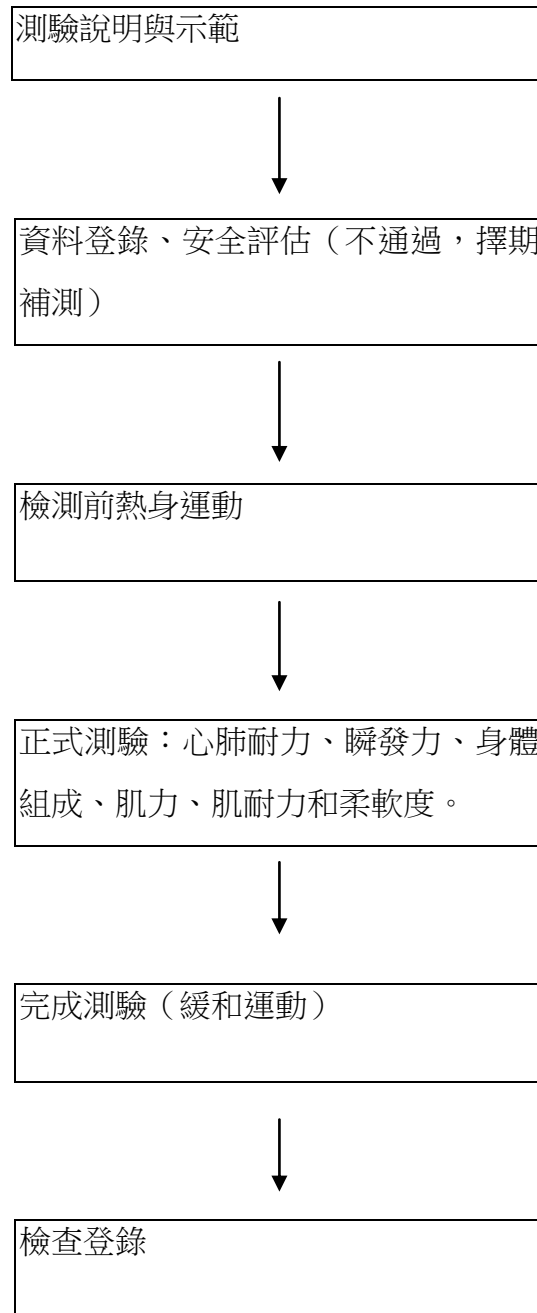 測驗說明與示範
資料登錄、安全評估（不通過，擇期
補測）
檢測前熱身運動
正式測驗：心肺耐力、瞬發力、身體
組成、肌力、肌耐力和柔軟度。
完成測驗（緩和運動）
檢查登錄